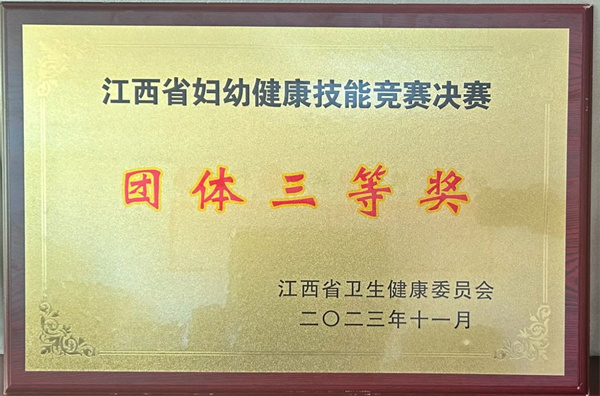 江西省妇幼健康技能竞赛决赛
团体三等奖
江西省卫生健康委员会
二〇二三年十一月